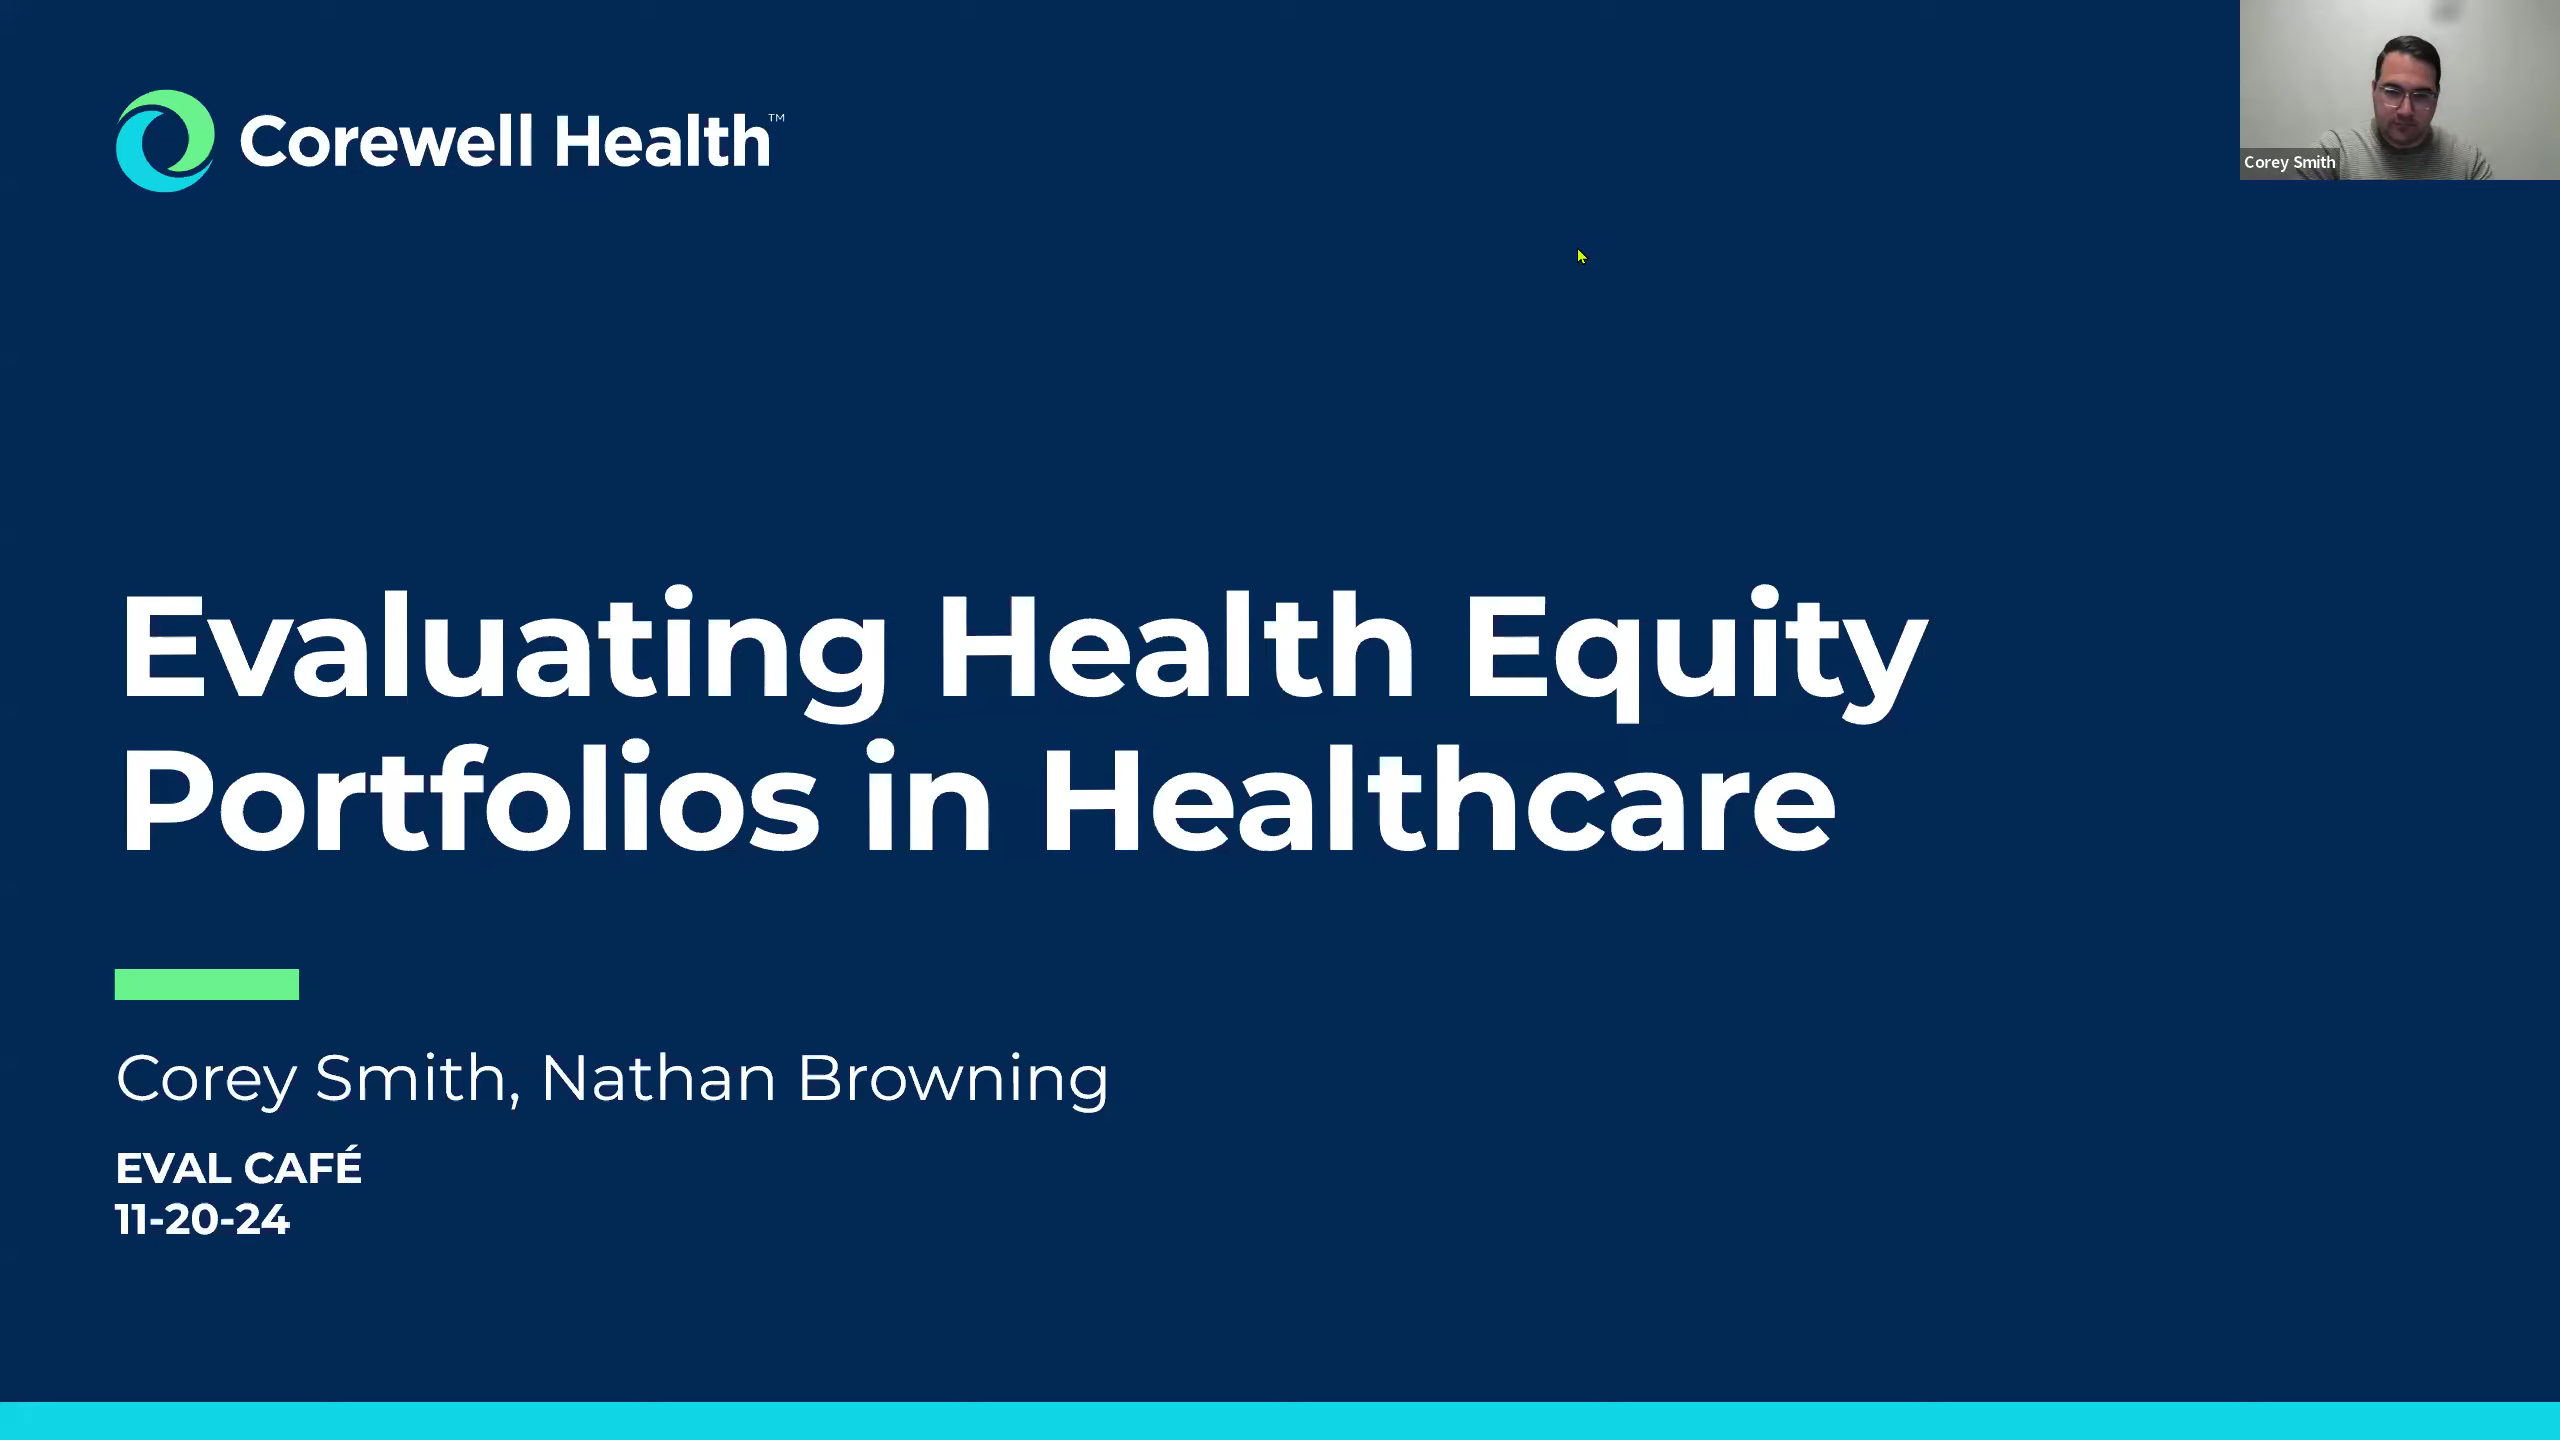 Corewell Health™
Corey Smith
Evaluating Health Equity
Portfolios in Healthcare
Corey Smith, Nathan Browning
EVAL CAFÉ
11-20-24